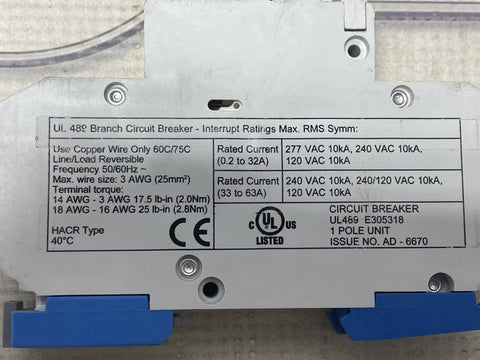 UL 489 Branch Circuit Breaker - Interrupt Ratings Max. RMS Symm:
Use Copper Wire Only 60C/75C
Line/Load Reversible
Frequency 50/60Hz ~
Max. wire size: 3 AWG (25mm²)
Terminal torque:
14 AWG - 3 AWG 17.5 lb-in (2.0Nm)
18 AWG - 16 AWG 25 lb-in (2.8Nm)
HACR Type
40°C
CE
Rated Current
(0.2 to 32A)
277 VAC 10kA, 240 VAC 10kA,
120 VAC 10kA
Rated Current
(33 to 63A)
240 VAC 10kA, 240/120 VAC 10kA,
120 VAC 10kA
C UL US
LISTED
CIRCUIT BREAKER
UL489 E305318
1 POLE UNIT
ISSUE NO. AD - 6670